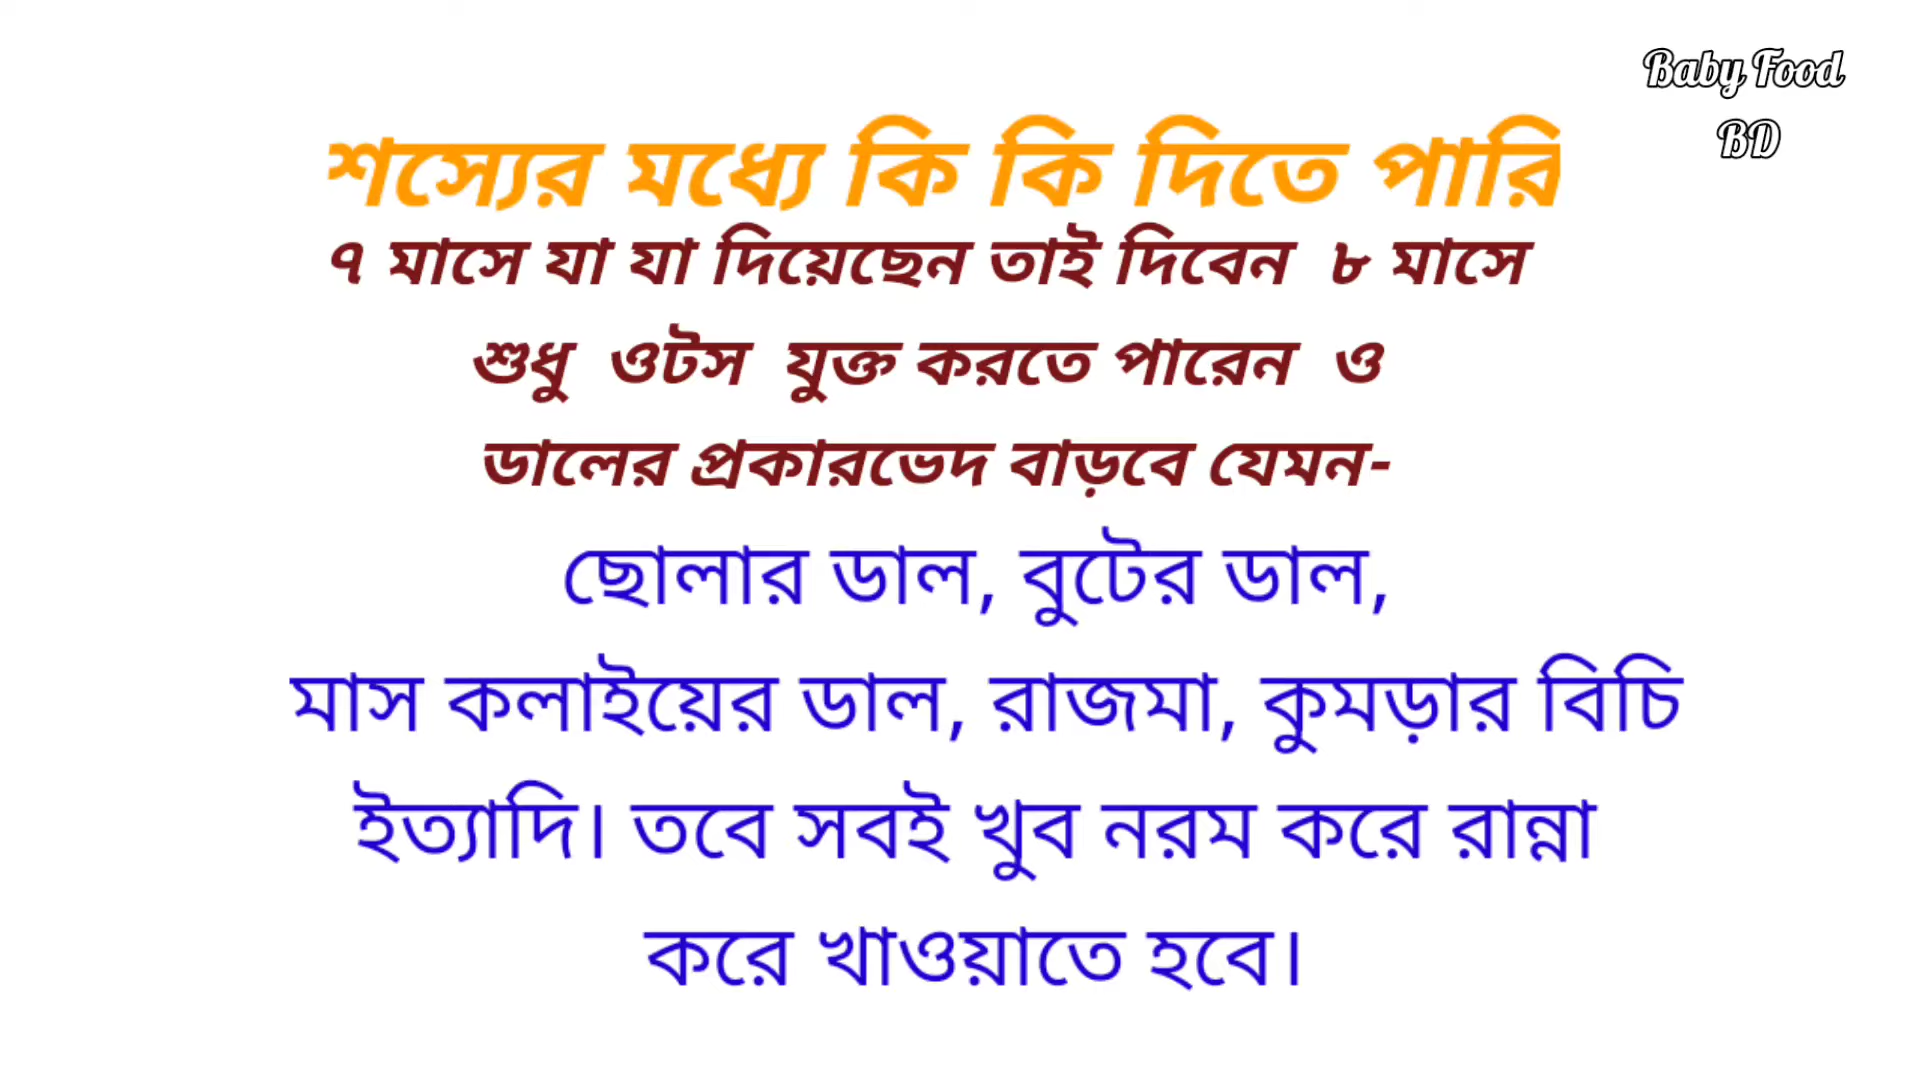 Baby Food
BD
শস্যের মধ্যে কি কি দিতে পারি
৭ মাসে যা যা দিয়েছেন তাই দিবেন ৮ মাসে
শুধু ওটস যুক্ত করতে পারেন ও
ডালের প্রকারভেদ বাড়বে যেমন-
ছোলার ডাল, বুটের ডাল,
মাস কলাইয়ের ডাল, রাজমা, কুমড়ার বিচি
ইত্যাদি। তবে সবই খুব নরম করে রান্না
করে খাওয়াতে হবে।